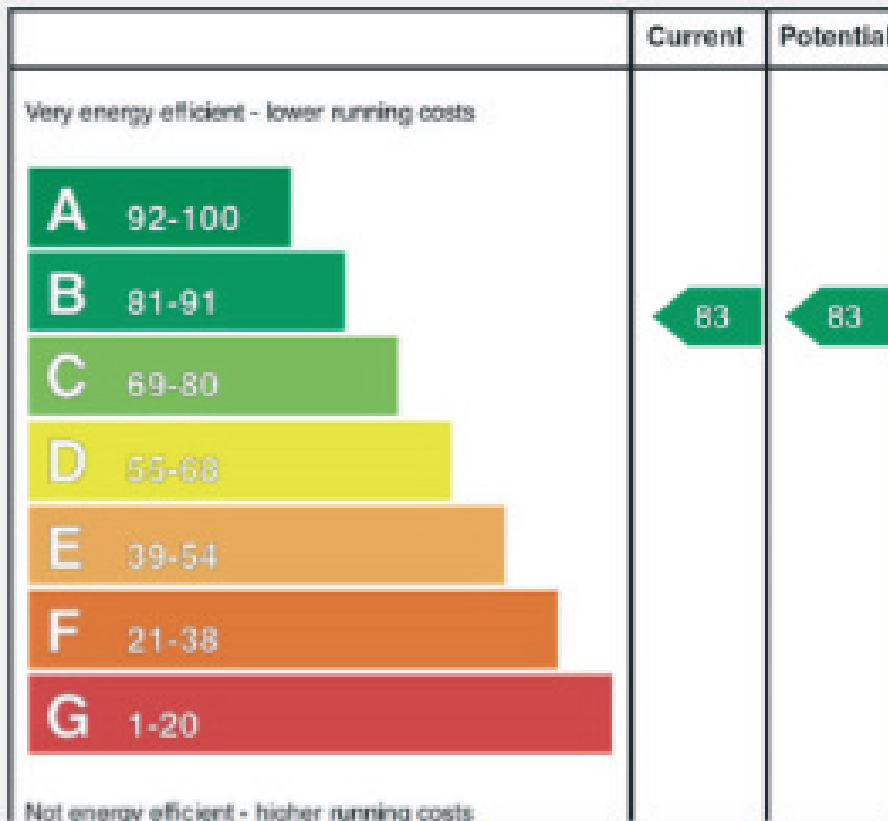 Current Potential
Very energy efficient - lower running costs
A 92-100
B 81-91
83 83
C 69-80
D 55-68
E 39-54
F 21-38
G 1-20
Not energy efficient - higher running costs